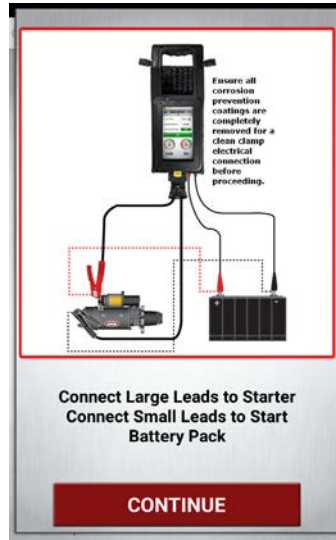 Ensure all
corrosion
prevention
coatings are
completely
removed for a
clean clamp
electrical
connection
before
proceeding.
Connect Large Leads to Starter
Connect Small Leads to Start
Battery Pack
CONTINUE